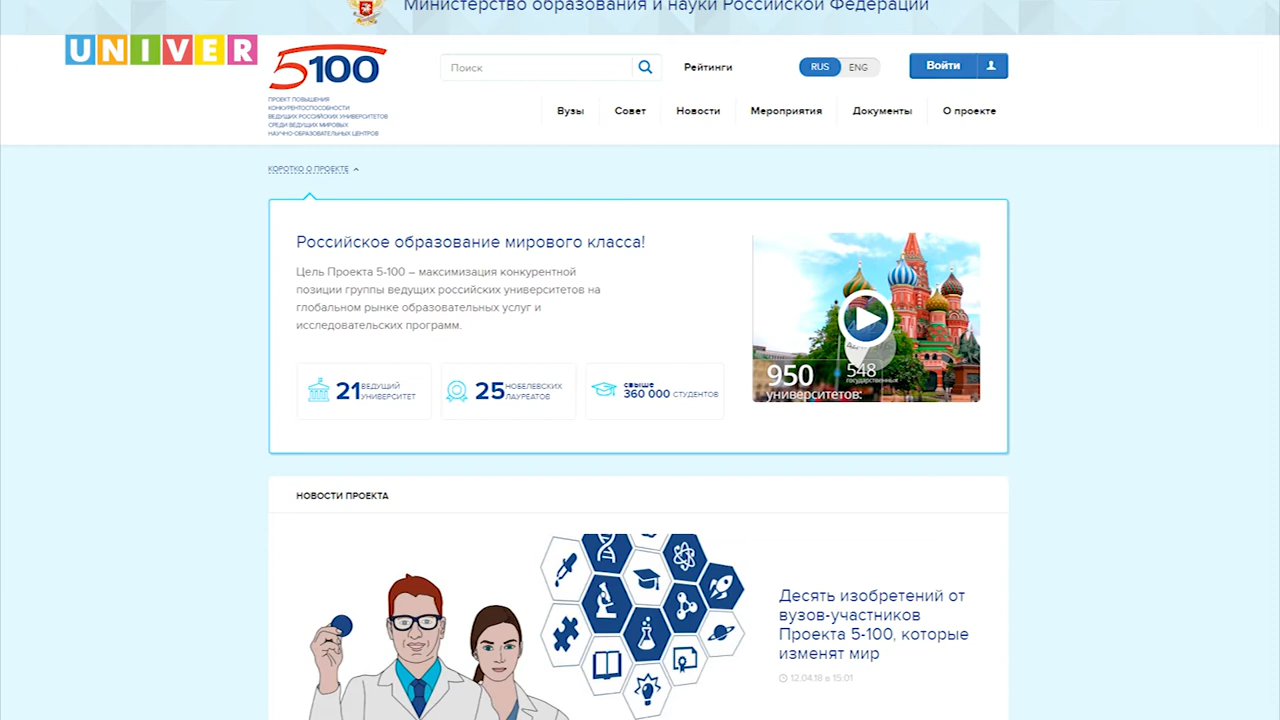 Министерство образования и науки Российской Федерации
UNIVER
5100
ПРОЕКТ ПОВЫШЕНИЯ
КОНКУРЕНТОСПОСОБНОСТИ
ВЕДУЩИХ РОССИЙСКИХ УНИВЕРСИТЕТОВ
СРЕДИ ВЕДУЩИХ МИРОВЫХ
НАУЧНО-ОБРАЗОВАТЕЛЬНЫХ ЦЕНТРОВ
Поиск
Рейтинги
RUS ENG
Войти
Вузы Совет Новости Мероприятия Документы О проекте
КОРОТКО О ПРОЕКТЕ
Российское образование мирового класса!
Цель Проекта 5-100 – максимизация конкурентной
позиции группы ведущих российских университетов на
глобальном рынке образовательных услуг и
исследовательских программ.
21 ВЕДУЩИЙ
УНИВЕРСИТЕТ
25 НОБЕЛЕВСКИХ
ЛАУРЕАТОВ
свыше
360 000 СТУДЕНТОВ
950
университетов:
548
государственных
НОВОСТИ ПРОЕКТА
Десять изобретений от
вузов-участников
Проекта 5-100, которые
изменят мир
12.04.18 в 15:01